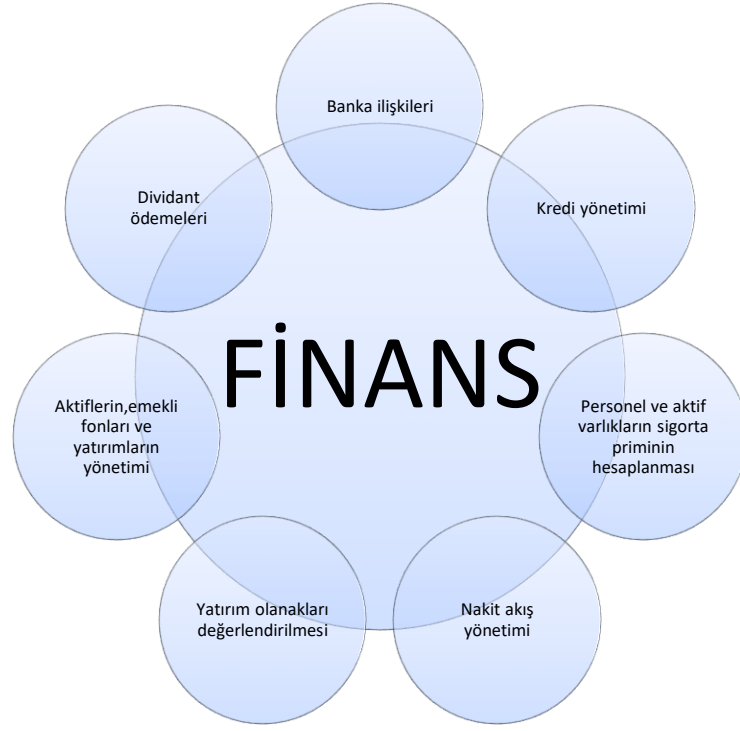 Banka ilişkileri
Kredi yönetimi
Personel ve aktif
varlıkların sigorta
priminin
hesaplanması
Nakit akış
yönetimi
Yatırım olanakları
değerlendirilmesi
Aktiflerin,emekli
fonları ve
yatırımların
yönetimi
Dividant
ödemeleri
FİNANS